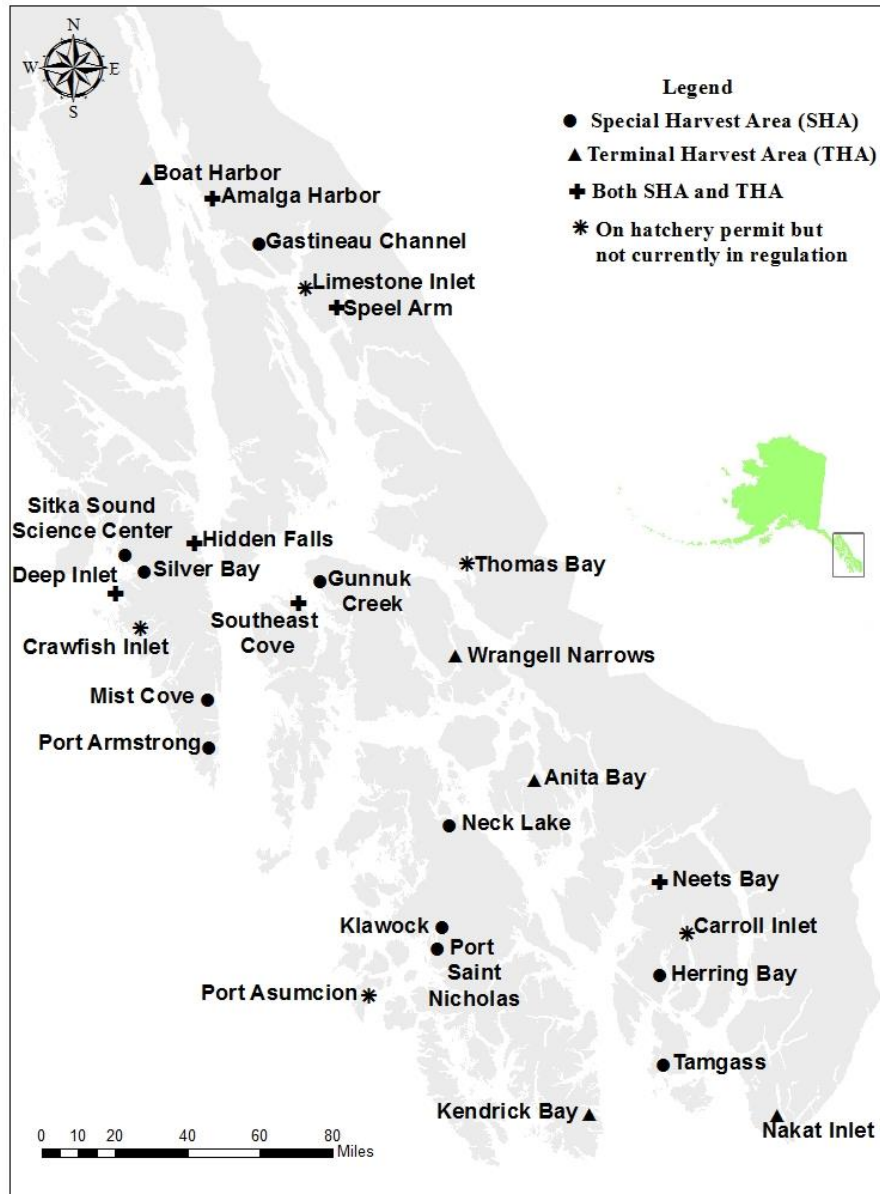 N
W E
S
Legend
Special Harvest Area (SHA)
Terminal Harvest Area (THA)
Both SHA and THA
On hatchery permit but
not currently in regulation
Boat Harbor
Amalga Harbor
Gastineau Channel
Limestone Inlet
Speel Arm
Sitka Sound
Science Center
Hidden Falls
Deep Inlet
Silver Bay
Gunnuk
Creek
Thomas Bay
Southeast
Cove
Crawfish Inlet
Wrangell Narrows
Mist Cove
Port Armstrong
Anita Bay
Neck Lake
Neets Bay
Klawock
Carroll Inlet
Port
Saint
Nicholas
Herring Bay
Port Asumcion
Tamgass
Kendrick Bay
Nakat Inlet
0 10 20 40 60 80
Miles